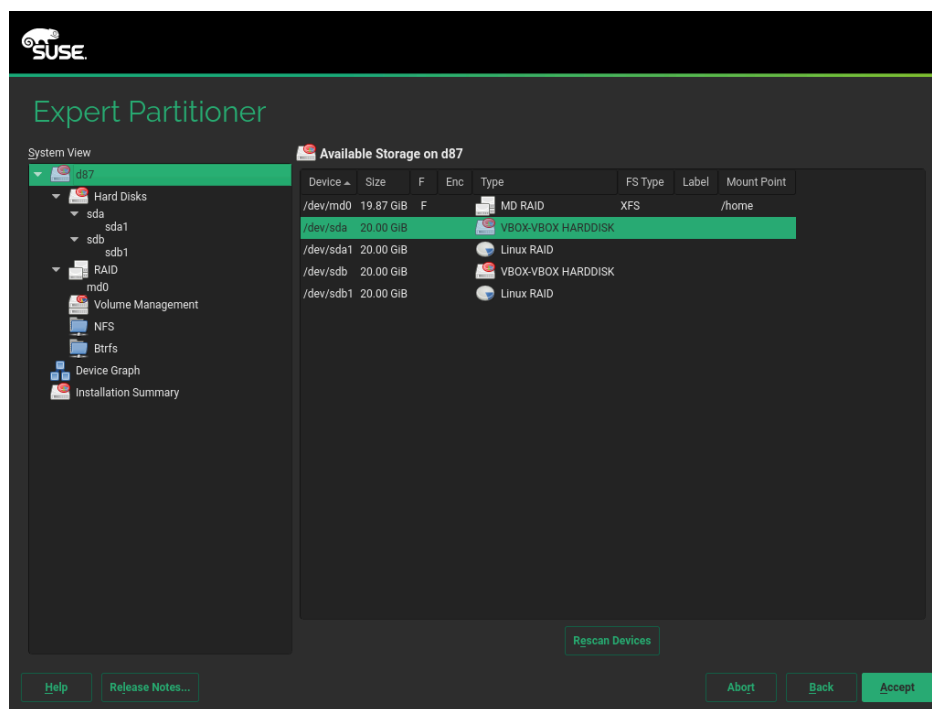 SUSE.
Expert Partitioner
System View
d87
Hard Disks
sda
sda1
sdb
sdb1
RAID
md0
Volume Management
NFS
Btrfs
Device Graph
Installation Summary
Available Storage on d87
Device Size F Enc Type FS Type Label Mount Point
/dev/md0 19.87 GiB F MD RAID XFS /home
/dev/sda 20.00 GiB VBOX-VBOX HARDDISK
/dev/sda1 20.00 GiB Linux RAID
/dev/sdb 20.00 GiB VBOX-VBOX HARDDISK
/dev/sdb1 20.00 GiB Linux RAID
Rescan Devices
Help Release Notes... Abort Back Accept